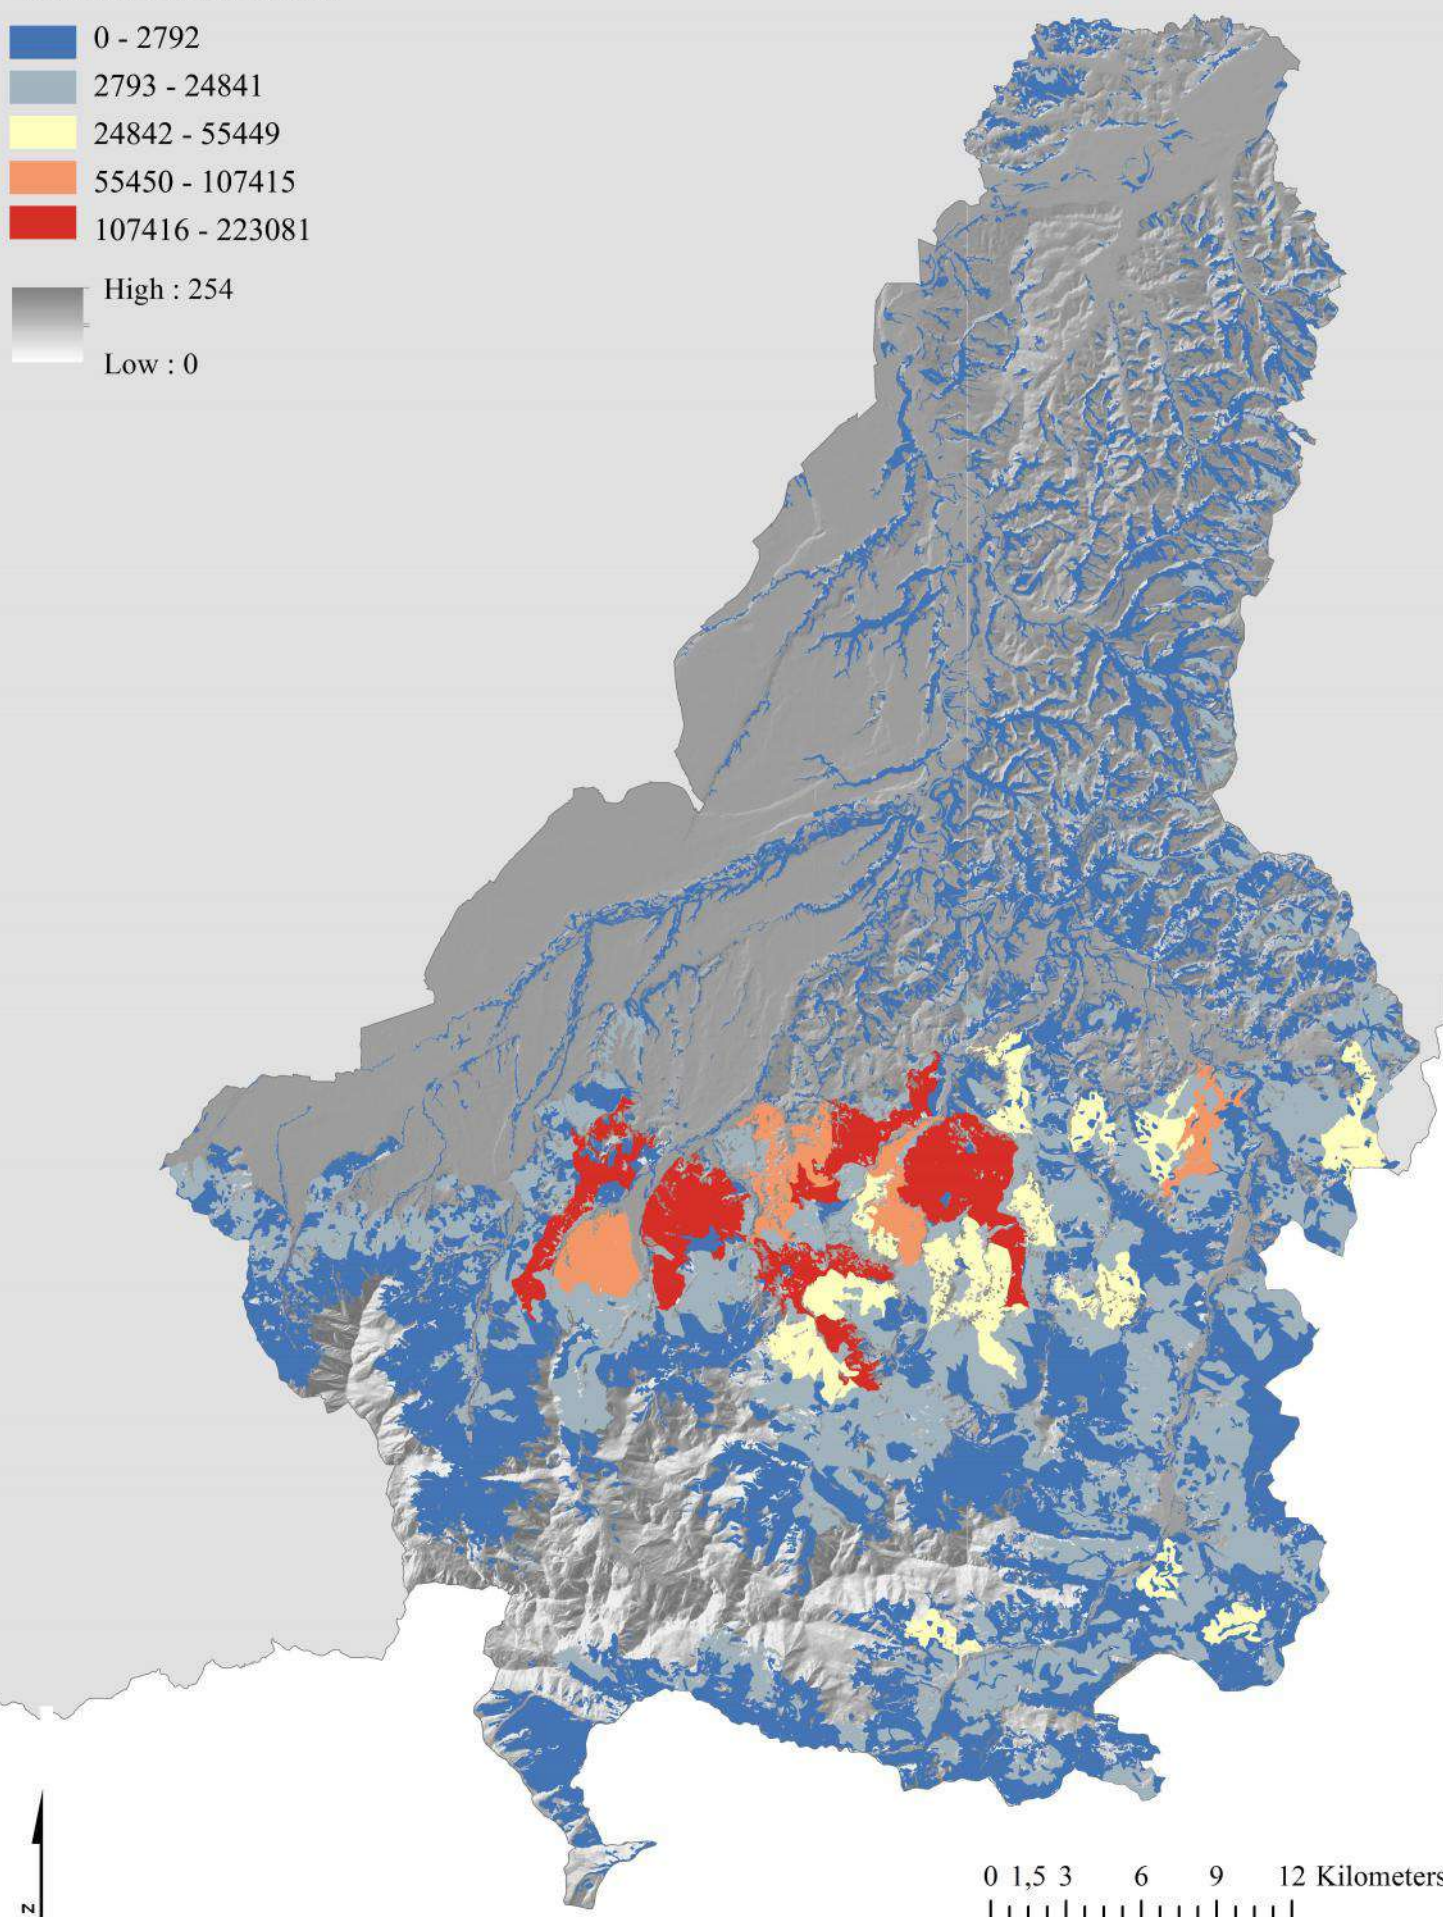 0 - 2792
2793 - 24841
24842 - 55449
55450 - 107415
107416 - 223081
High : 254
Low : 0
0 1,5 3 6 9 12 Kilometers
N